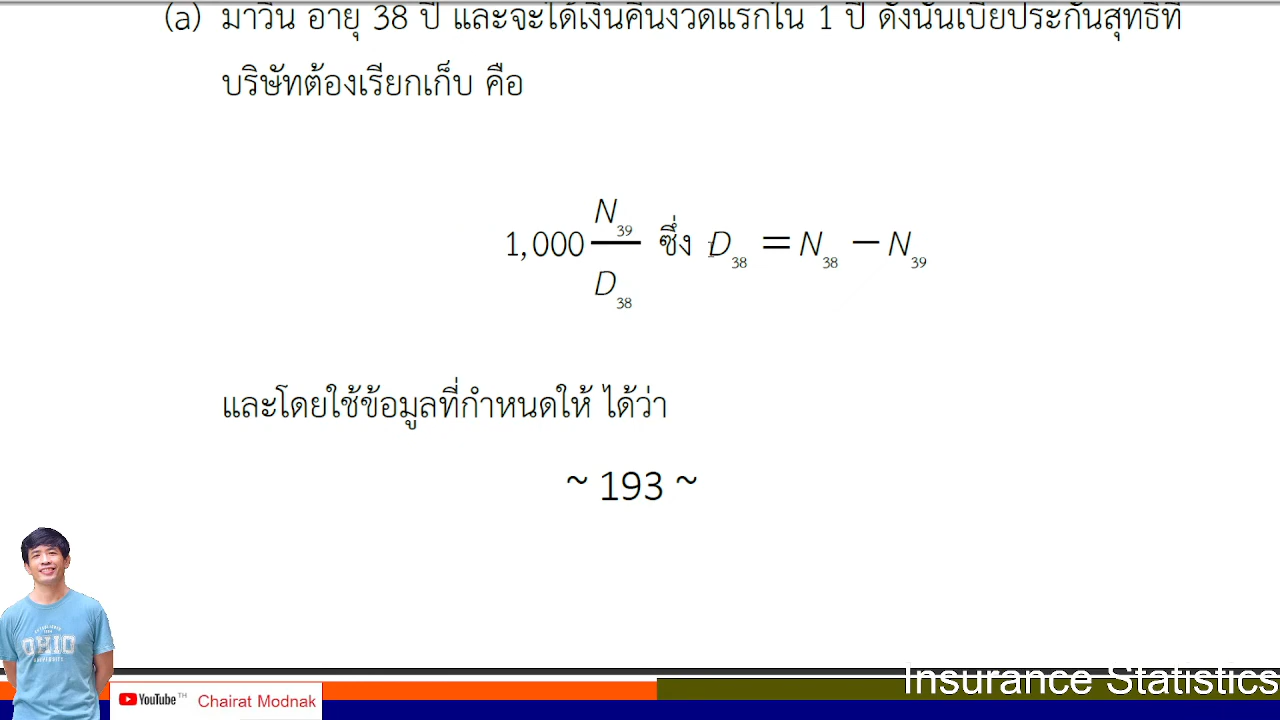 (a) มาวิน อายุ 38 ปี และจะได้เงินคืนงวดแรกใน 1 ปี ดังนั้นเบี้ยประกันสุทธิที่
บริษัทต้องเรียกเก็บ คือ
1,000 N₃₉/D₃₈ ซึ่ง D₃₈ = N₃₈ − N₃₉
และโดยใช้ข้อมูลที่กำหนดให้ ได้ว่า
~ 193 ~
OHIO
UNIVERSITY
YouTube TH Chairat Modnak
Insurance Statistics